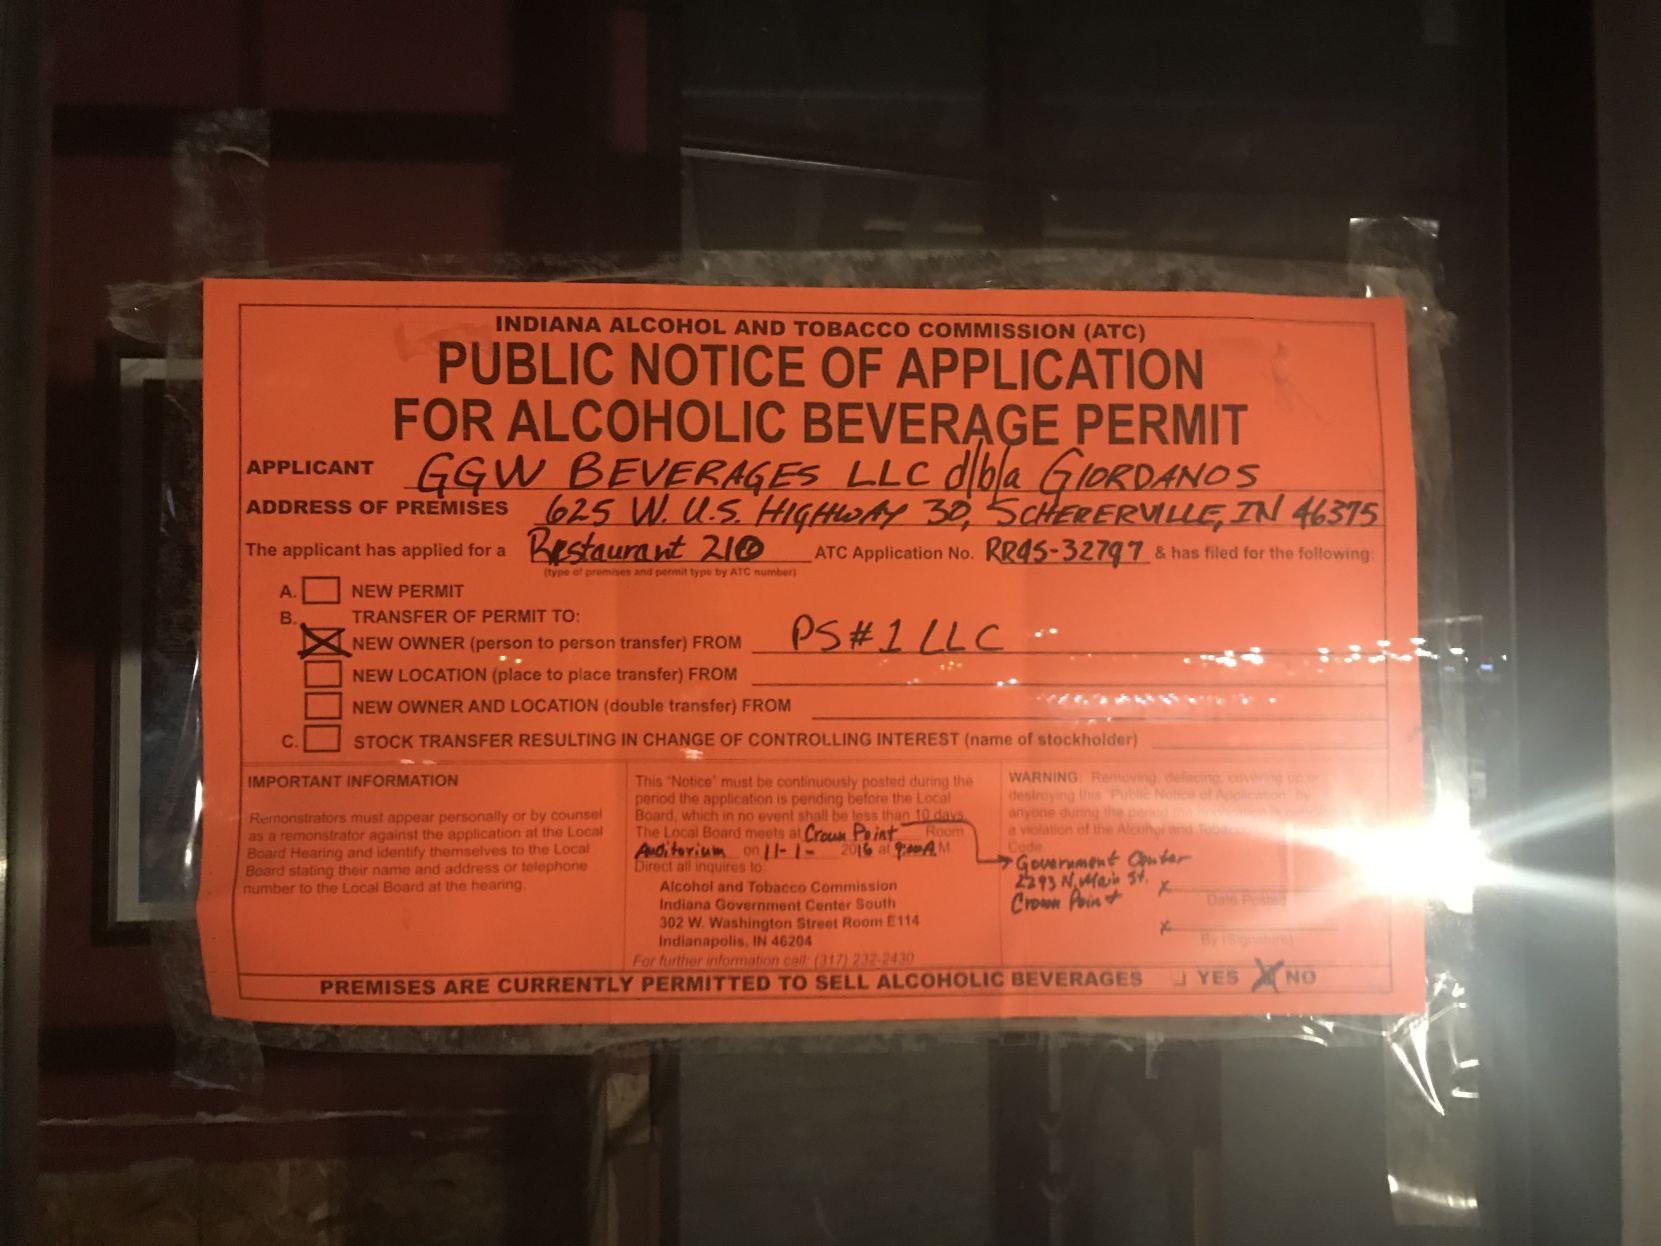 INDIANA ALCOHOL AND TOBACCO COMMISSION (ATC)
PUBLIC NOTICE OF APPLICATION
FOR ALCOHOLIC BEVERAGE PERMIT
APPLICANT GGW BEVERAGES LLC d/b/a GIORDANOS
ADDRESS OF PREMISES 625 W. U.S. HIGHWAY 30, SCHERERVILLE, IN 46375
The applicant has applied for a Restaurant 210 ATC Application No. RR45-32797 & has filed for the following:
(type of premises and permit type by ATC number)
A. NEW PERMIT
B. TRANSFER OF PERMIT TO:
NEW OWNER (person to person transfer) FROM PS#1 LLC
NEW LOCATION (place to place transfer) FROM
NEW OWNER AND LOCATION (double transfer) FROM
C. STOCK TRANSFER RESULTING IN CHANGE OF CONTROLLING INTEREST (name of stockholder)
IMPORTANT INFORMATION
Remonstrators must appear personally or by counsel
as a remonstrator against the application at the Local
Board Hearing and identify themselves to the Local
Board stating their name and address or telephone
number to the Local Board at the hearing.
This "Notice" must be continuously posted during the
period the application is pending before the Local
Board, which in no event shall be less than 10 days.
The Local Board meets at Crown Point Room
Auditorium on 11-1- 2016 at 9:00A.M.
Direct all inquires to:
Alcohol and Tobacco Commission
Indiana Government Center South
302 W. Washington Street Room E114
Indianapolis, IN 46204
For further information call: (317) 232-2430
WARNING: Removing, defacing, covering up or
destroying this "Public Notice of Application" by
anyone during the period the application is
a violation of the Alcohol and Tobacco
Code.
Government Center
2293 N. Main St.
Crown Point
x
Date Posted
x
By (Signature)
PREMISES ARE CURRENTLY PERMITTED TO SELL ALCOHOLIC BEVERAGES YES NO